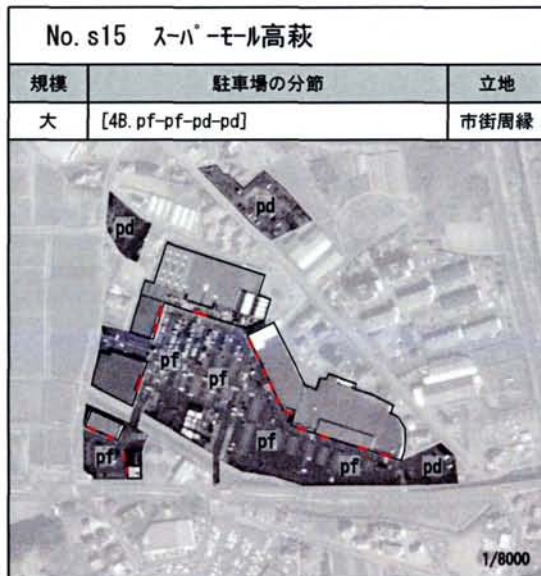 No.s15 スーパーモール高萩
規模 駐車場の分節 立地
大 [4B.pf-pf-pd-pd] 市街周縁
pd
pd
pf
pf
pf
pf
pf
pd
1/8000